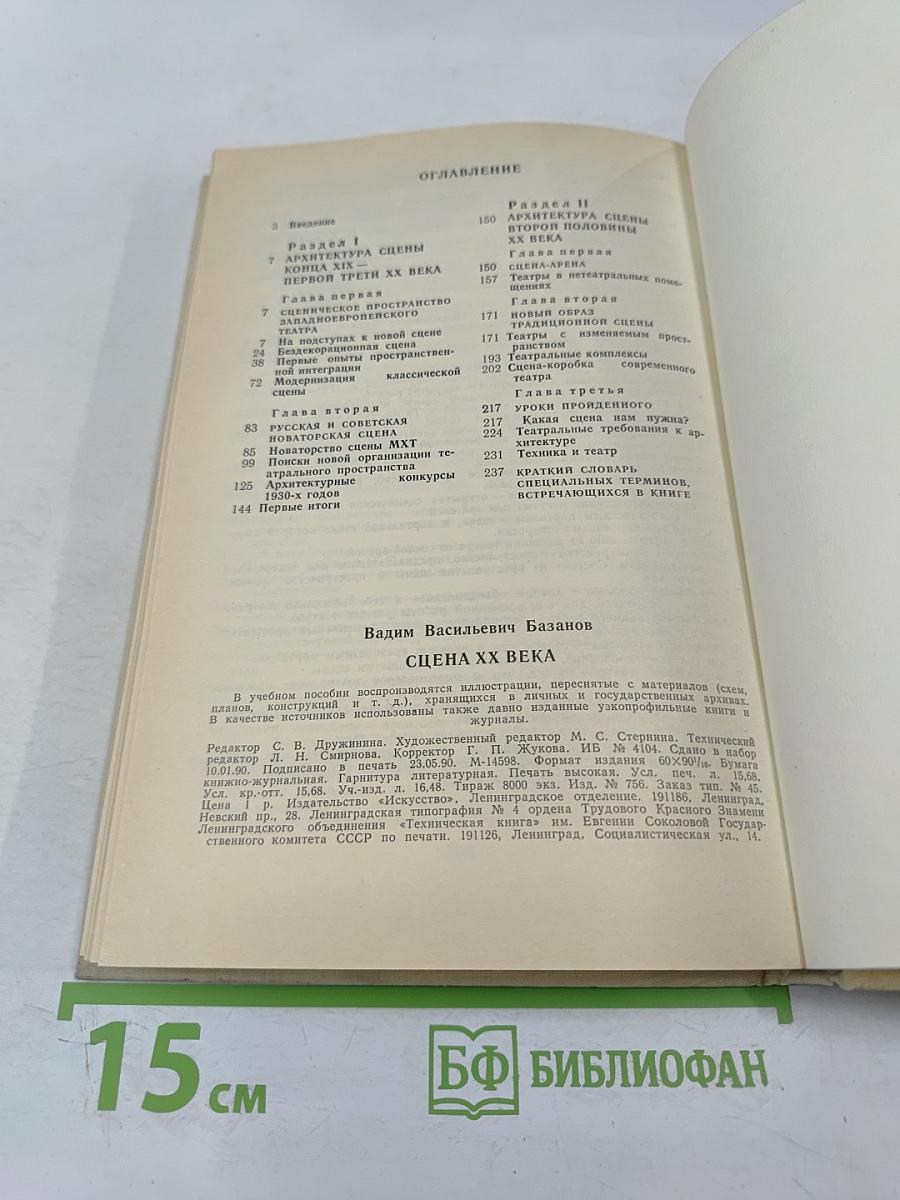 ОГЛАВЛЕНИЕ
3 Введение
Раздел I
7 АРХИТЕКТУРА СЦЕНЫ
КОНЦА XIX —
ПЕРВОЙ ТРЕТИ XX ВЕКА
Глава первая
7 СЦЕНИЧЕСКОЕ ПРОСТРАНСТВО
ЗАПАДНОЕВРОПЕЙСКОГО
ТЕАТРА
7 На подступах к новой сцене
24 Бездекорационная сцена
38 Первые опыты пространствен-
ной интеграции
72 Модернизация классической
сцены
Глава вторая
83 РУССКАЯ И СОВЕТСКАЯ
НОВАТОРСКАЯ СЦЕНА
85 Новаторство сцены МХТ
99 Поиски новой организации те-
атрального пространства
125 Архитектурные конкурсы
1930-х годов
144 Первые итоги
Раздел II
150 АРХИТЕКТУРА СЦЕНЫ
ВТОРОЙ ПОЛОВИНЫ
XX ВЕКА
Глава первая
150 СЦЕНА-АРЕНА
157 Театры в нетеатральных поме-
щениях
Глава вторая
171 НОВЫЙ ОБРАЗ
ТРАДИЦИОННОЙ СЦЕНЫ
171 Театры с изменяемым прост-
ранством
193 Театральные комплексы
202 Сцена-коробка современного
театра
Глава третья
217 УРОКИ ПРОЙДЕННОГО
217 Какая сцена нам нужна?
224 Театральные требования к ар-
хитектуре
231 Техника и театр
237 КРАТКИЙ СЛОВАРЬ
СПЕЦИАЛЬНЫХ ТЕРМИНОВ,
ВСТРЕЧАЮЩИХСЯ В КНИГЕ
Вадим Васильевич Базанов
СЦЕНА XX ВЕКА
В учебном пособии воспроизводятся иллюстрации, переснятые с материалов (схем,
планов, конструкций и т. д.), хранящихся в личных и государственных архивах.
В качестве источников использованы также давно изданные узкопрофильные книги и
журналы.
Редактор С. В. Дружинина. Художественный редактор М. С. Стернина. Технический
редактор Л. Н. Смирнова. Корректор Г. П. Жукова. ИБ № 4104. Сдано в набор
10.01.90. Подписано в печать 23.05.90. М-14598. Формат издания 60×90¹/₁₆. Бумага
книжно-журнальная. Гарнитура литературная. Печать высокая. Усл. печ. л. 15,68.
Усл. кр.-отт. 15,68. Уч.-изд. л. 16,48. Тираж 8000 экз. Изд. № 756. Заказ тип. № 45.
Цена 1 р. Издательство «Искусство», Ленинградское отделение. 191186, Ленинград,
Невский пр., 28. Ленинградская типография № 4 ордена Трудового Красного Знамени
Ленинградского объединения «Техническая книга» им. Евгении Соколовой Государ-
ственного комитета СССР по печати. 191126, Ленинград, Социалистическая ул., 14.
15 см
БФ БИБЛИОФАН